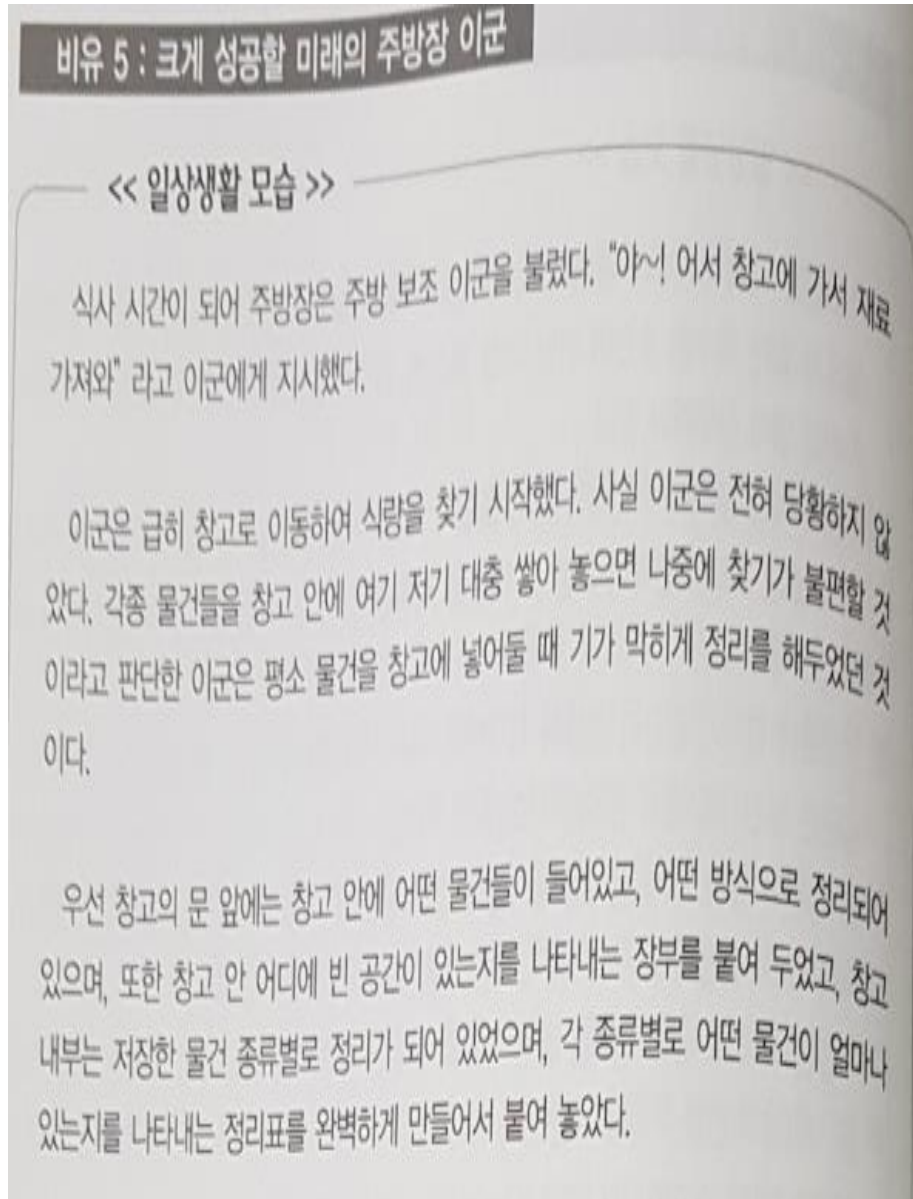 비유 5 : 크게 성공할 미래의 주방장 이군
<< 일상생활 모습 >>
식사 시간이 되어 주방장은 주방 보조 이군을 불렀다. "야~! 어서 창고에 가서 재료
가져와" 라고 이군에게 지시했다.
이군은 급히 창고로 이동하여 식량을 찾기 시작했다. 사실 이군은 전혀 당황하지 않
았다. 각종 물건들을 창고 안에 여기 저기 대충 쌓아 놓으면 나중에 찾기가 불편할 것
이라고 판단한 이군은 평소 물건을 창고에 넣어둘 때 기가 막히게 정리를 해두었던 것
이다.
우선 창고의 문 앞에는 창고 안에 어떤 물건들이 들어있고, 어떤 방식으로 정리되어
있으며, 또한 창고 안 어디에 빈 공간이 있는지를 나타내는 장부를 붙여 두었고, 창고
내부는 저장한 물건 종류별로 정리가 되어 있었으며, 각 종류별로 어떤 물건이 얼마나
있는지를 나타내는 정리표를 완벽하게 만들어서 붙여 놓았다.